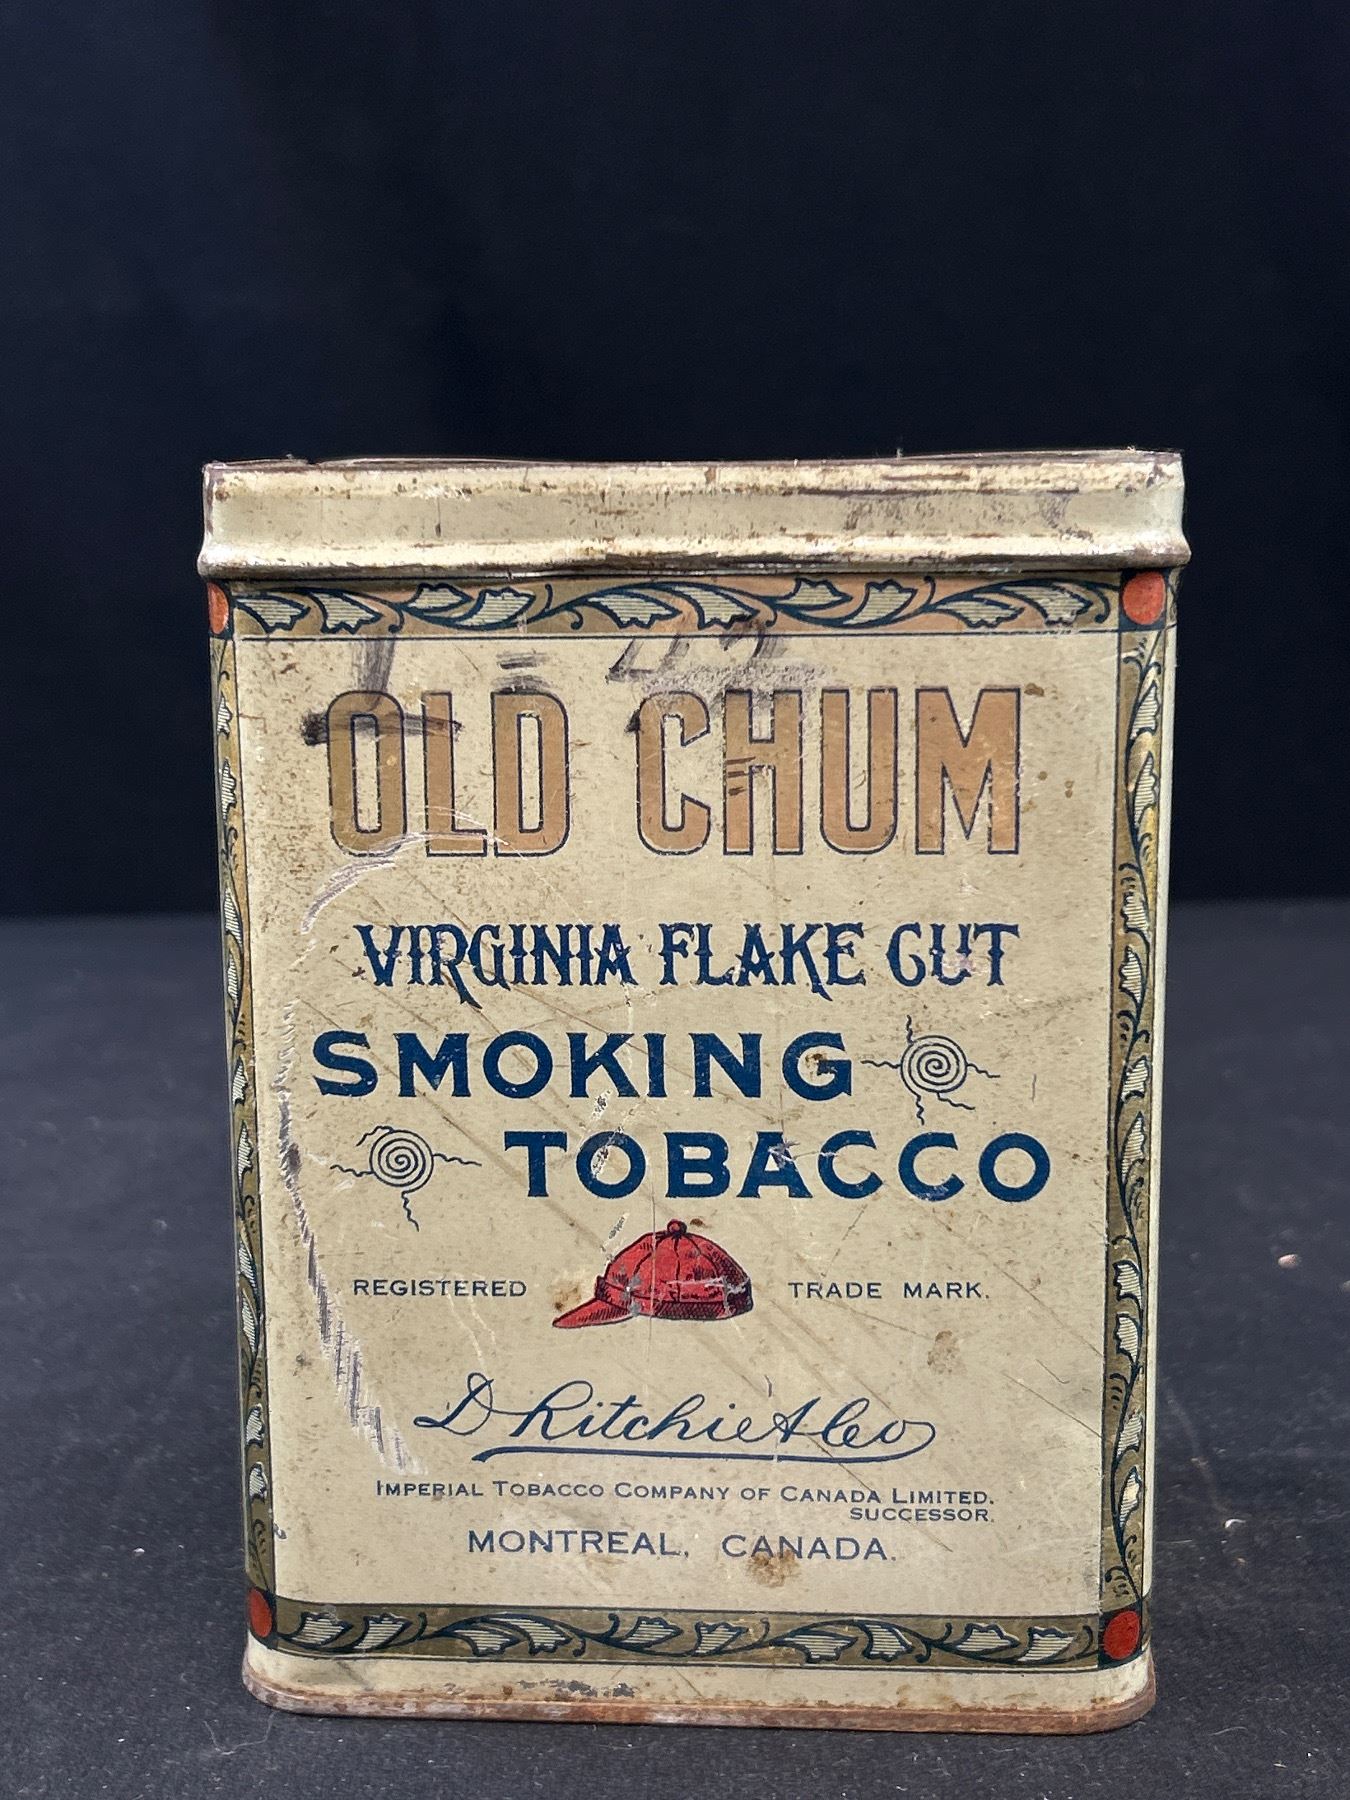 OLD CHUM
VIRGINIA FLAKE CUT
SMOKING
TOBACCO
REGISTERED TRADE MARK.
D Ritchie & Co
IMPERIAL TOBACCO COMPANY OF CANADA LIMITED.
SUCCESSOR.
MONTREAL, CANADA.